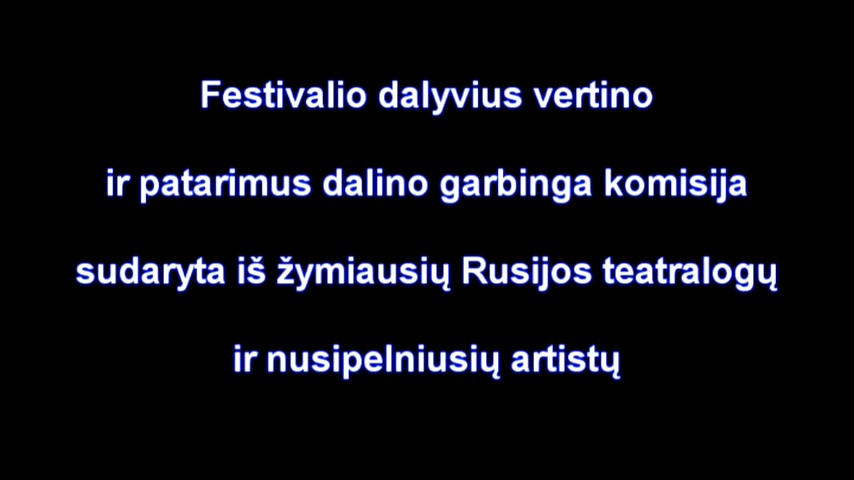 Festivalio dalyvius vertino
ir patarimus dalino garbinga komisija
sudaryta iš žymiausių Rusijos teatralogų
ir nusipelniusių artistų